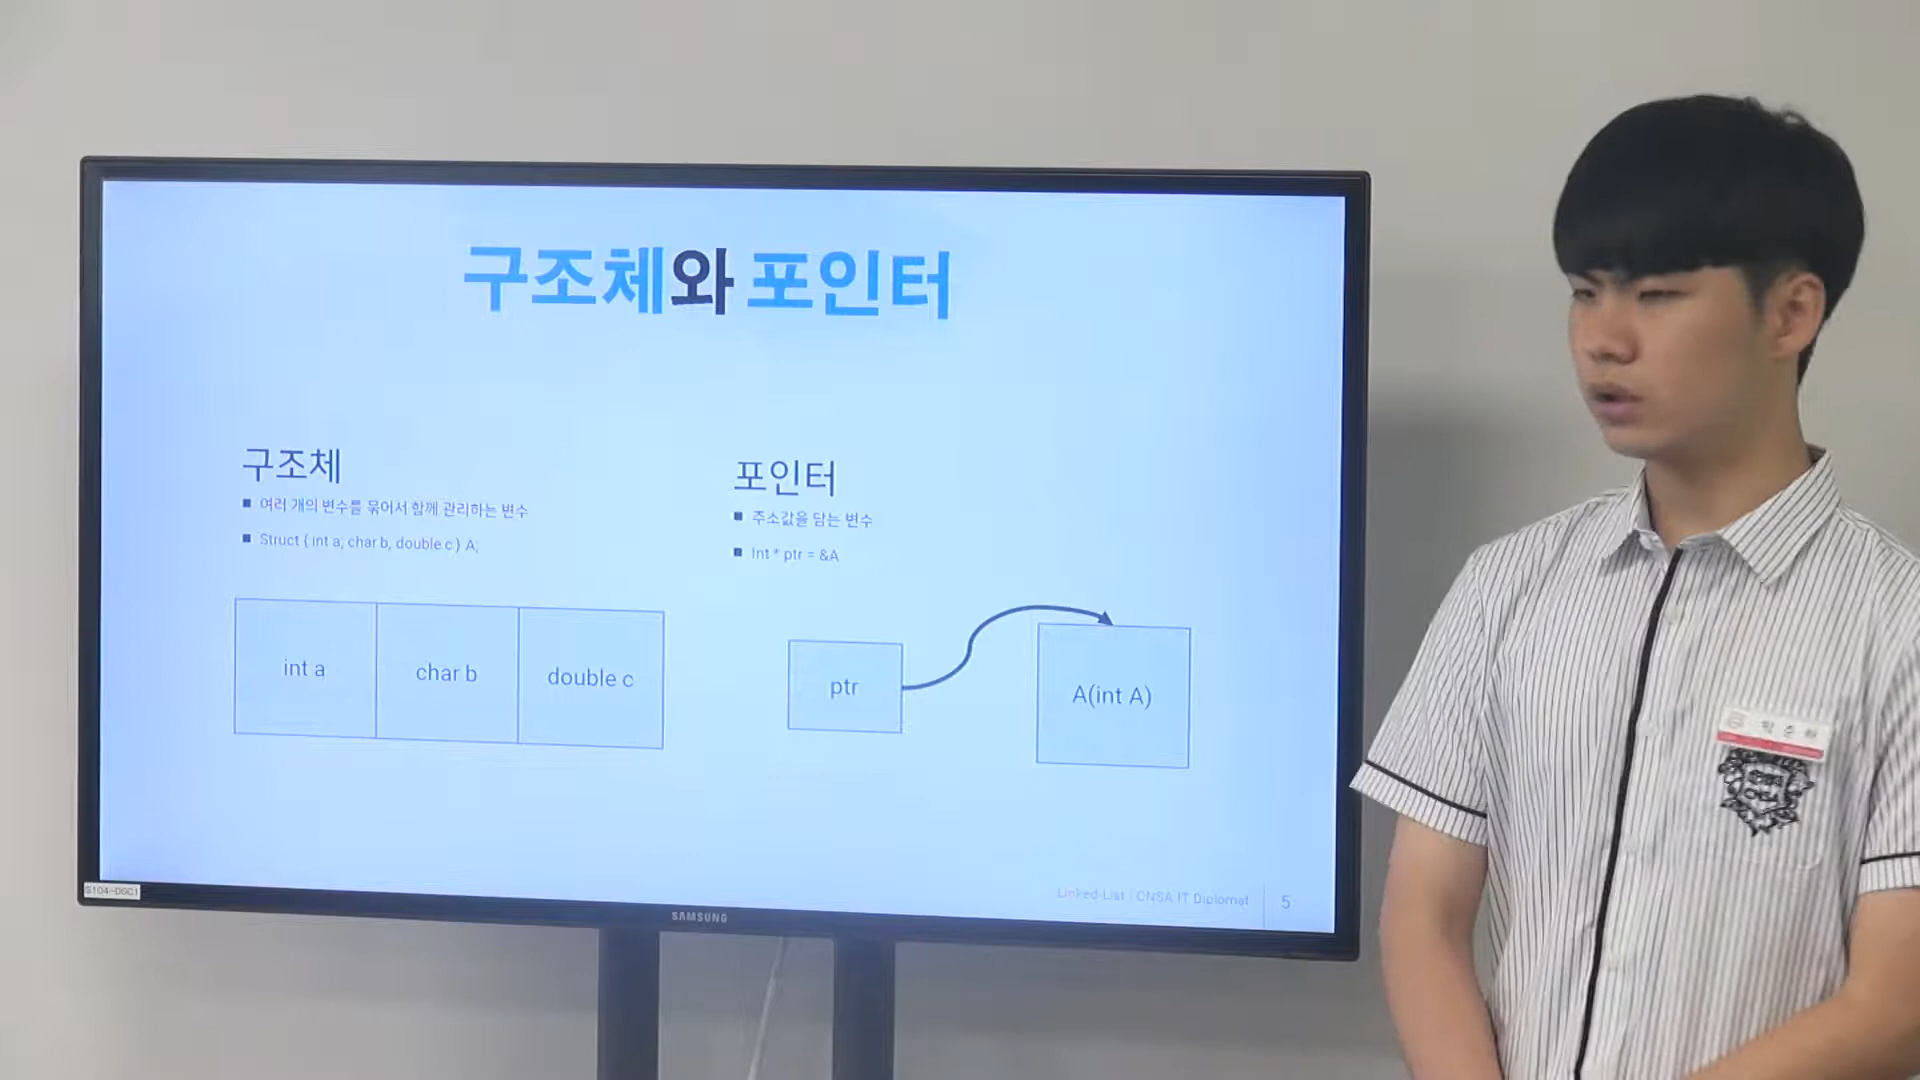 구조체와 포인터
구조체
■ 여러 개의 변수를 묶어서 함께 관리하는 변수
■ Struct { int a; char b, double c } A;
int a
char b
double c
포인터
■ 주소값을 담는 변수
■ Int * ptr = &A
ptr
A(int A)
Linked-List | CNSA IT Diplomat
5
SAMSUNG
CNSA